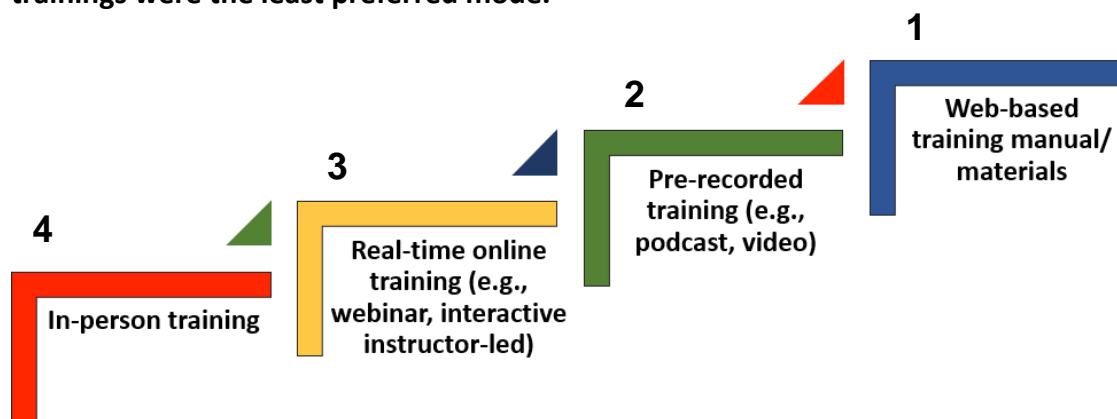 trainings were the least preferred mode.
1
Web-based
training manual/
materials
2
Pre-recorded
training (e.g.,
podcast, video)
3
Real-time online
training (e.g.,
webinar, interactive
instructor-led)
4
In-person training